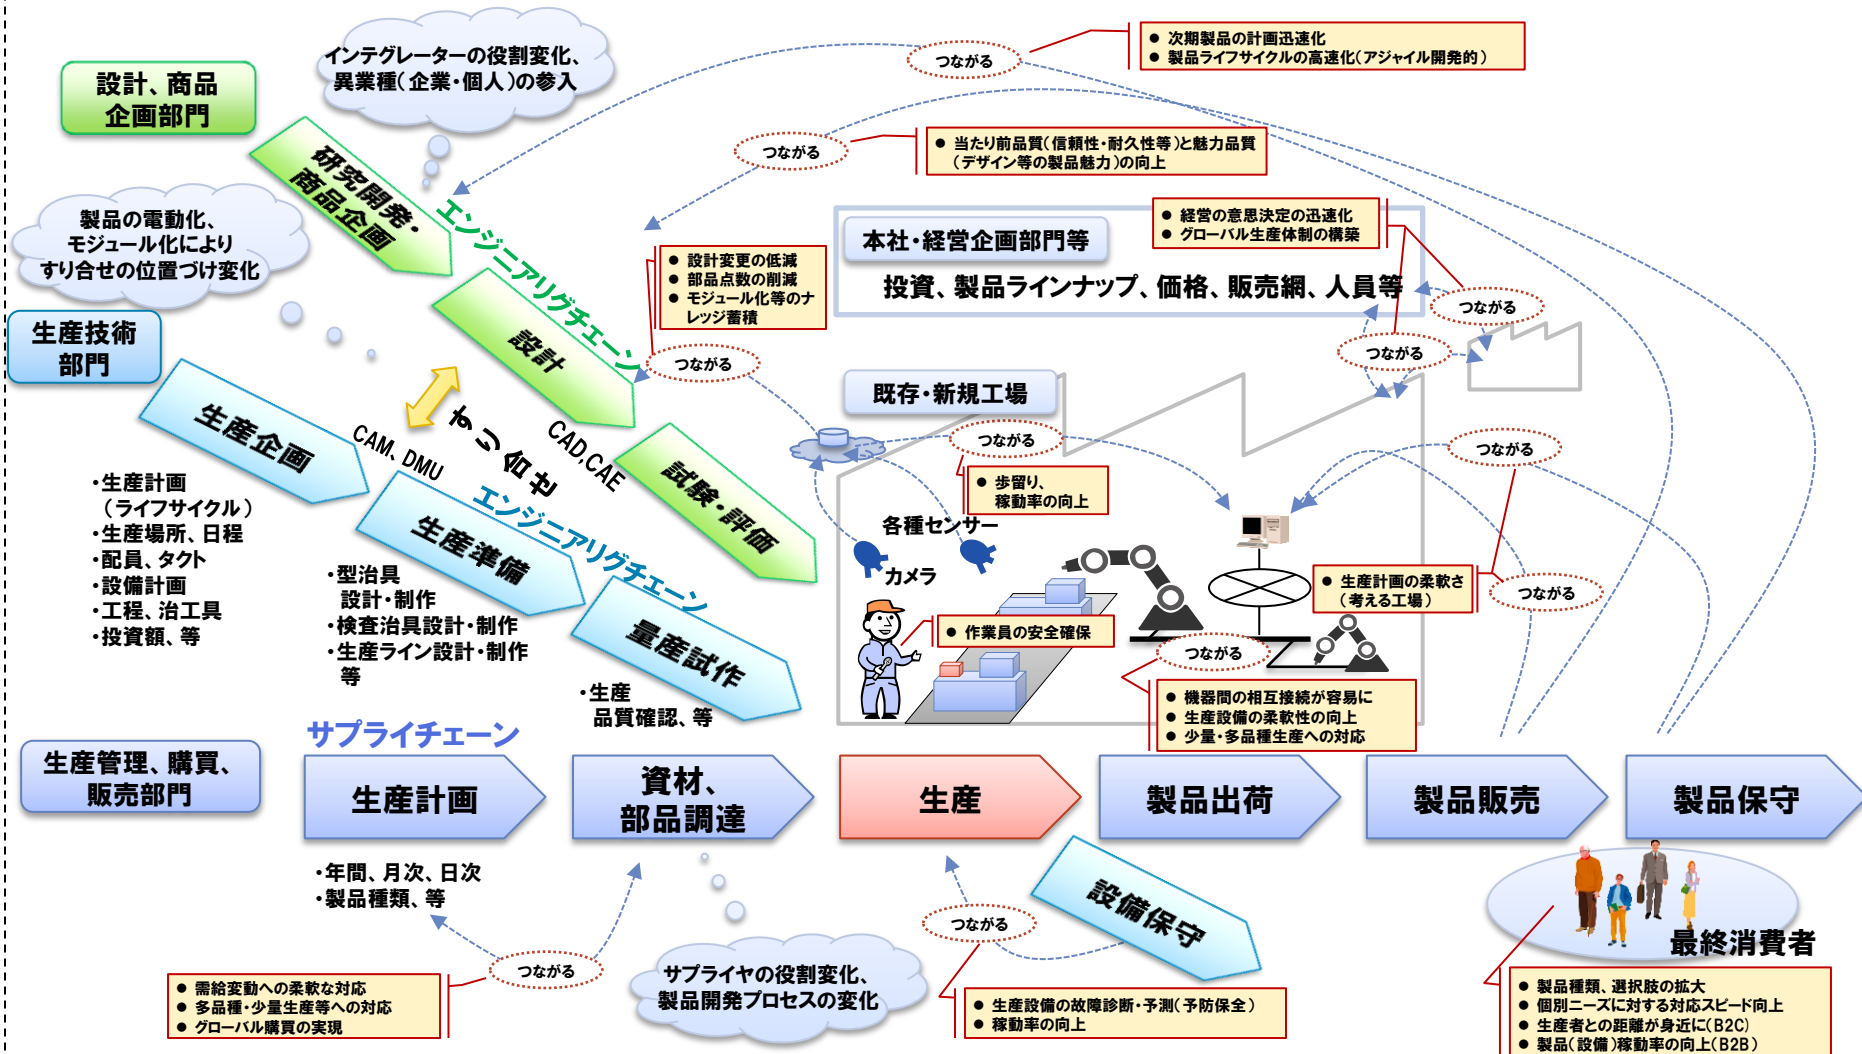 インテグレーターの役割変化、
異業種(企業・個人)の参入
つながる
● 次期製品の計画迅速化
● 製品ライフサイクルの高速化(アジャイル開発的)
設計、商品
企画部門
つながる
● 当たり前品質(信頼性・耐久性等)と魅力品質
(デザイン等の製品魅力)の向上
研究開発・
商品企画
エンジニアリグチエーン
製品の電動化、
モジュール化により
すり合せの位置づけ変化
本社・経営企画部門等
● 経営の意思決定の迅速化
● グローバル生産体制の構築
投資、製品ラインナップ、価格、販売網、人員等
● 設計変更の低減
● 部品点数の削減
● モジュール化等のナ
レッジ蓄積
つながる
つながる
つながる
生産技術
部門
設計
既存・新規工場
生産企画
すり合せ
CAM、DMU
CAD,CAE
試験・評価
・生産計画
(ライフサイクル)
・生産場所、日程
・配員、タクト
・設備計画
・工程、治工具
・投資額、等
エンジニアリグチエーン
生産準備
・型治具
設計・制作
・検査治具設計・制作
・生産ライン設計・制作
等
量産試作
・生産
品質確認、等
つながる
● 歩留り、
稼動率の向上
各種センサー
カメラ
つながる
● 生産計画の柔軟さ
(考える工場)
つながる
● 作業員の安全確保
つながる
● 機器間の相互接続が容易に
● 生産設備の柔軟性の向上
● 少量・多品種生産への対応
サプライチェーン
生産管理、購買、
販売部門
生産計画
資材、
部品調達
生産
製品出荷
製品販売
製品保守
・年間、月次、日次
・製品種類、等
設備保守
つながる
つながる
● 需給変動への柔軟な対応
● 多品種・少量生産等への対応
● グローバル購買の実現
サプライヤの役割変化、
製品開発プロセスの変化
● 生産設備の故障診断・予測(予防保全)
● 稼動率の向上
最終消費者
● 製品種類、選択肢の拡大
● 個別ニーズに対する対応スピード向上
● 生産者との距離が身近に(B2C)
● 製品(設備)稼動率の向上(B2B)